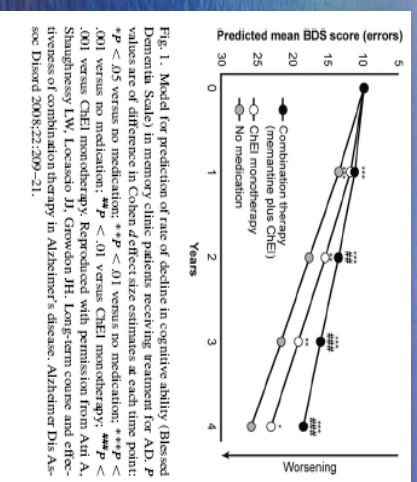 Predicted mean BDS score (errors)
5
10
15
20
25
30
0
1
2
3
4
Years
Worsening
***
***
##
***
###
***
###
**
**
**
*
Combination therapy
(memantine plus ChEI)
ChEI monotherapy
No medication
Fig. 1. Model for prediction of rate of decline in cognitive ability (Blessed
Dementia Scale) in memory clinic patients receiving treatment for AD. P
values are of difference in Cohen d effect size estimates at each time point:
*P < .05 versus no medication; **P < .01 versus no medication; ***P <
.001 versus no medication; ##P < .01 versus ChEI monotherapy; ###P <
.001 versus ChEI monotherapy. Reproduced with permission from Atri A,
Shaughnessy LW, Locascio JJ, Growdon JH. Long-term course and effec-
tiveness of combination therapy in Alzheimer's disease. Alzheimer Dis As-
soc Disord 2008;22:209–21.